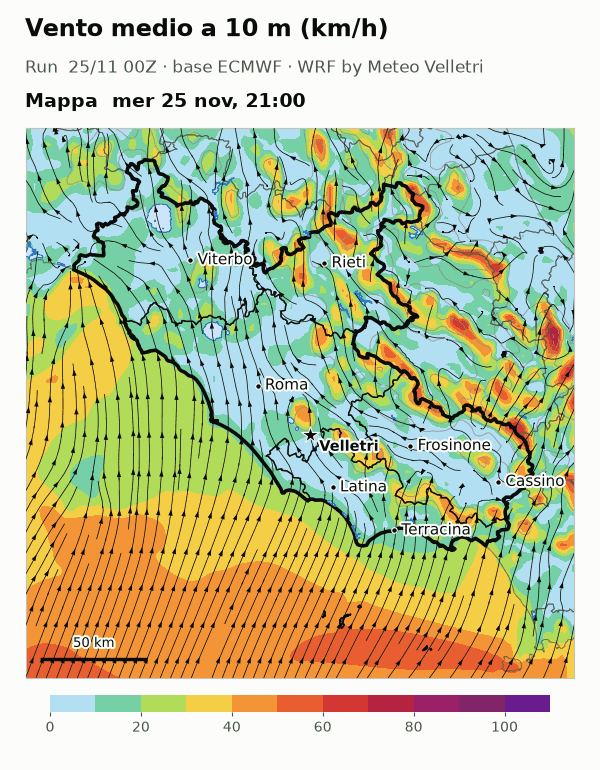 Vento medio a 10 m (km/h)
Run  25/11 00Z · base ECMWF · WRF by Meteo Velletri
Mappa  mer 25 nov, 21:00
Viterbo
Rieti
Roma
Velletri
Frosinone
Cassino
Latina
Terracina
50 km
0 20 40 60 80 100